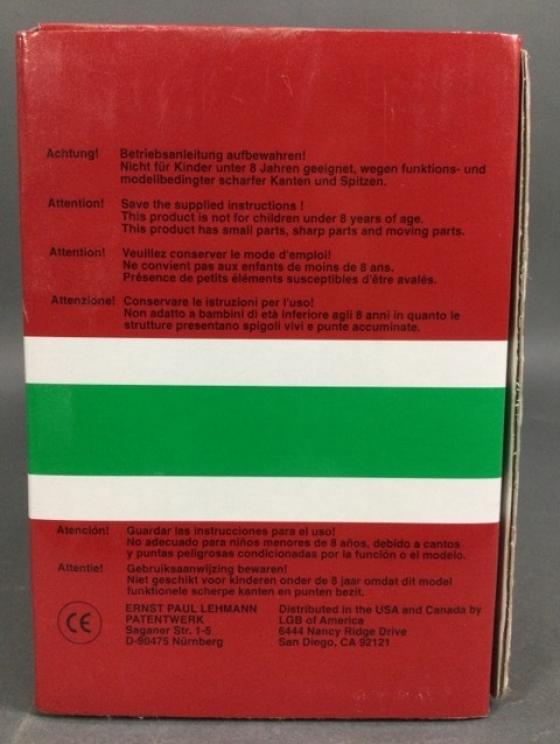 Achtung! Betriebsanleitung aufbewahren!
Nicht für Kinder unter 8 Jahren geeignet, wegen funktions- und
modellbedingter scharfer Kanten und Spitzen.
Attention! Save the supplied instructions !
This product is not for children under 8 years of age.
This product has small parts, sharp parts and moving parts.
Attention! Veuillez conserver le mode d'emploi!
Ne convient pas aux enfants de moins de 8 ans.
Présence de petits éléments susceptibles d'être avalés.
Attenzione! Conservare le istruzioni per l'uso!
Non adatto a bambini di età inferiore agli 8 anni in quanto le
strutture presentano spigoli vivi e punte accuminate.
Atención! Guardar las instrucciones para el uso!
No adecuado para niños menores de 8 años, debido a cantos
y puntas peligrosas condicionadas por la función o el modelo.
Attentie! Gebruiksaanwijzing bewaren!
Niet geschikt voor kinderen onder de 8 jaar omdat dit model
functionele scherpe kanten en punten bezit.
CE
ERNST PAUL LEHMANN
PATENTWERK
Saganer Str. 1-5
D-90475 Nürnberg
Distributed in the USA and Canada by
LGB of America
6444 Nancy Ridge Drive
San Diego, CA 92121